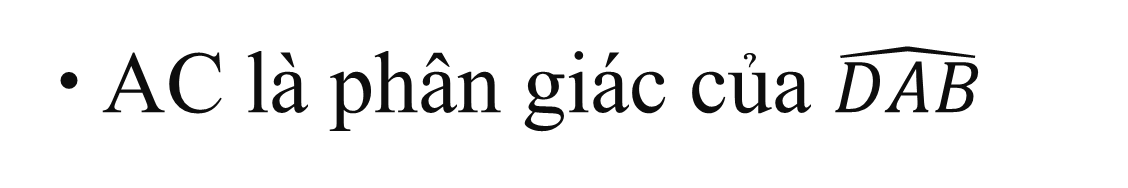 • AC là phân giác của $\widehat{DAB}$